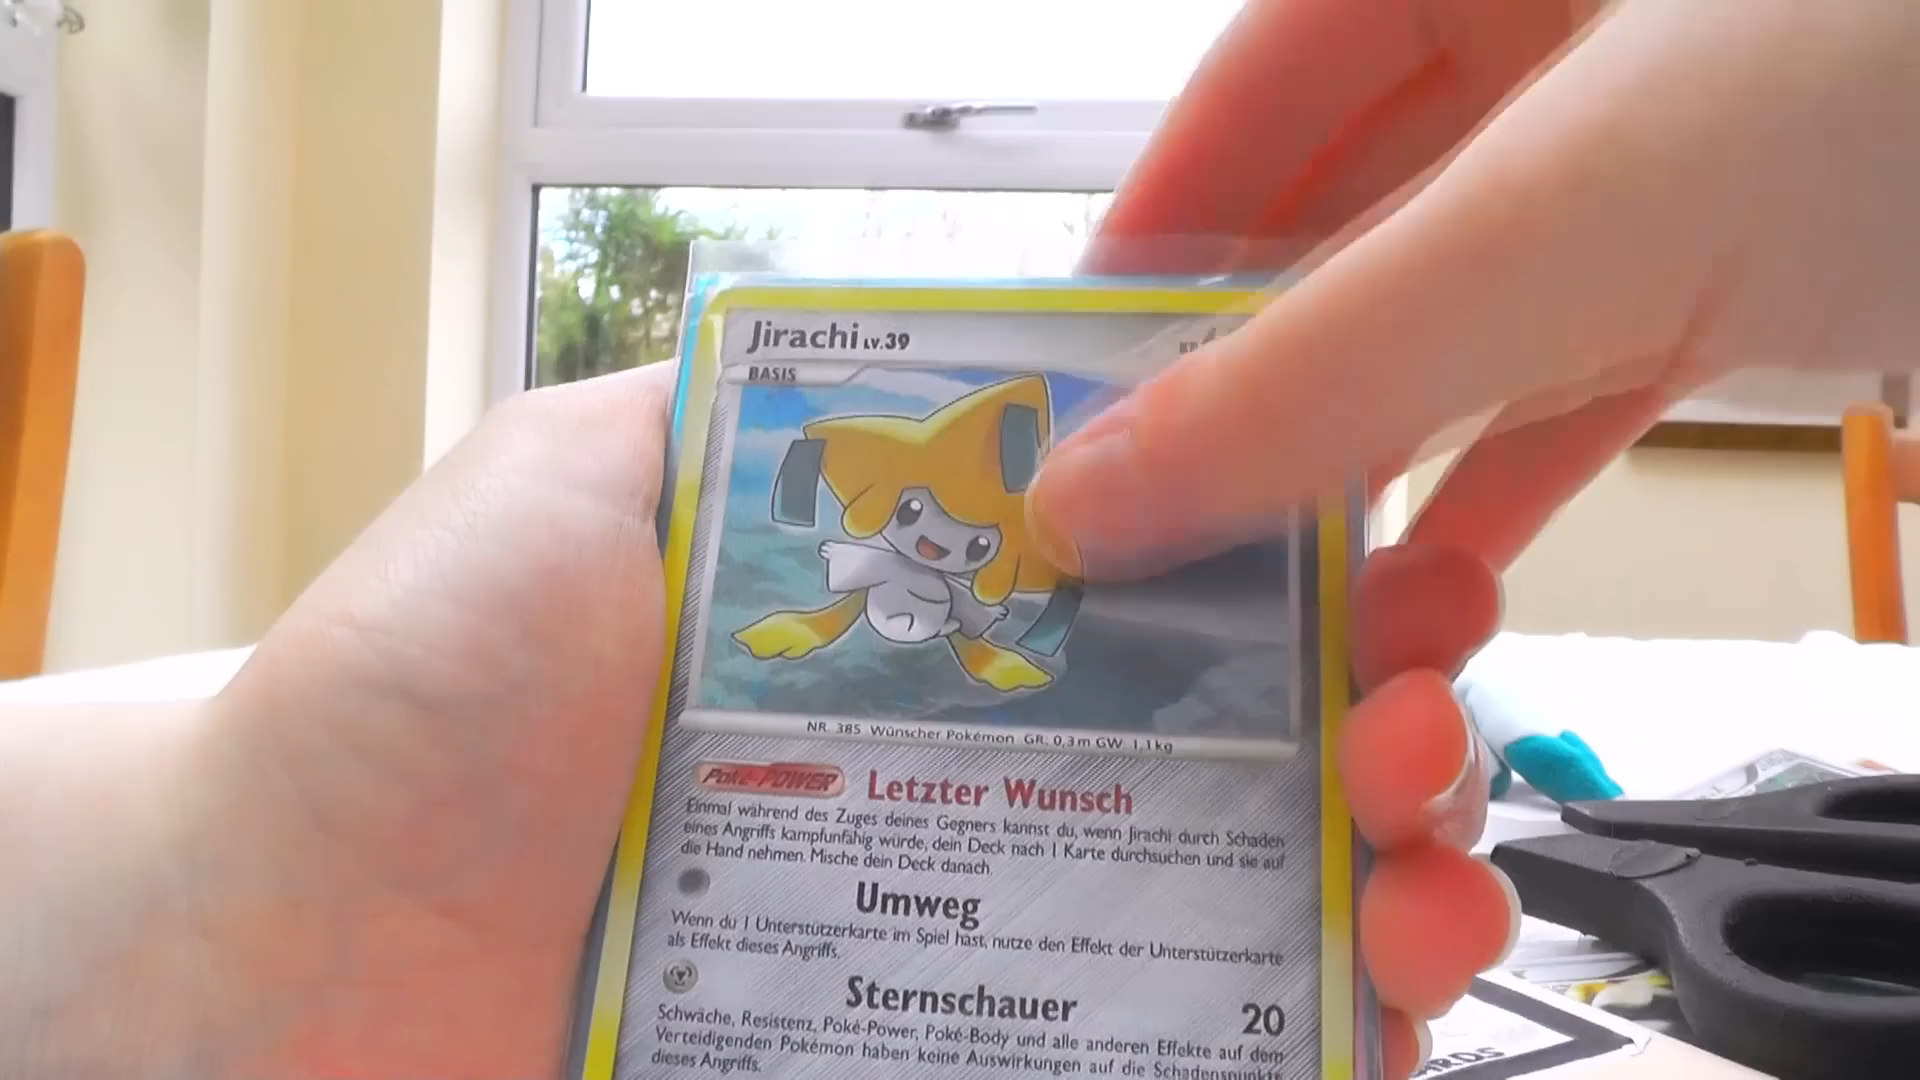 Jirachi LV.39
KP
BASIS
NR. 385 Wünscher Pokémon GR: 0,3m GW: 1,1kg
Poké-POWER Letzter Wunsch
Einmal während des Zuges deines Gegners kannst du, wenn Jirachi durch Schaden
eines Angriffs kampfunfähig würde, dein Deck nach 1 Karte durchsuchen und sie auf
die Hand nehmen. Mische dein Deck danach.
Umweg
Wenn du 1 Unterstützerkarte im Spiel hast, nutze den Effekt der Unterstützerkarte
als Effekt dieses Angriffs.
Sternschauer 20
Schwäche, Resistenz, Poké-Power, Poké-Body und alle anderen Effekte auf dem
Verteidigenden Pokémon haben keine Auswirkungen auf die Schadenspunkte
dieses Angriffs.